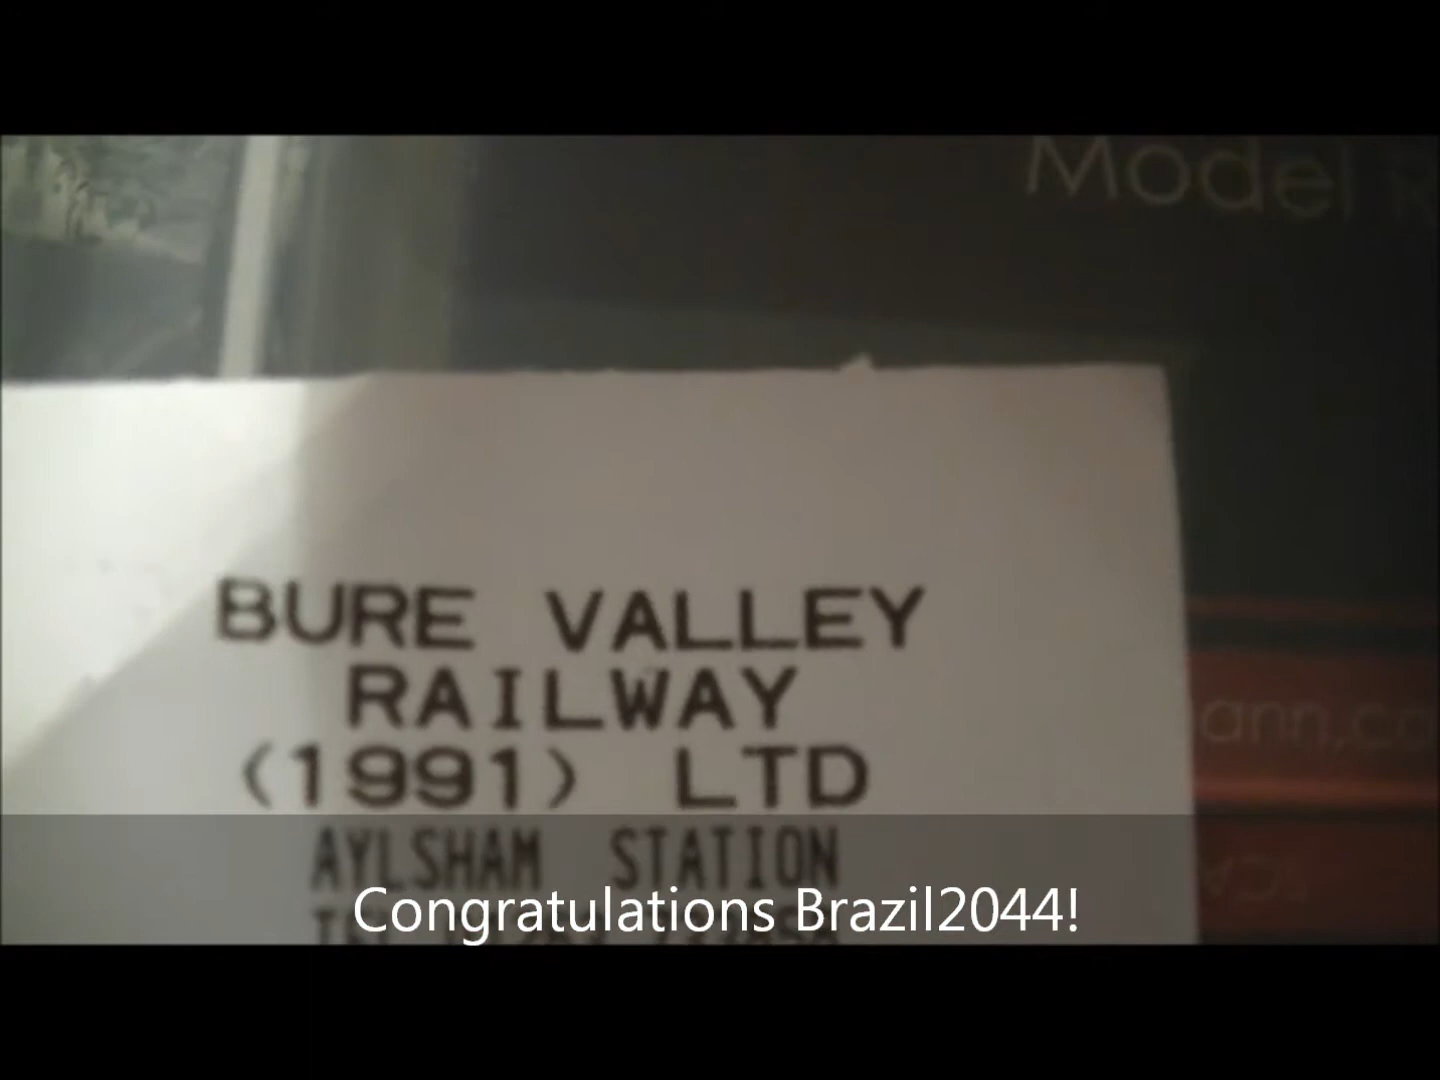 Model
BURE VALLEY
RAILWAY
(1991) LTD
AYLSHAM STATION
Congratulations Brazil2044!